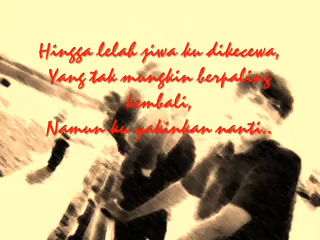 Hingga lelah jiwa ku dikecewa,
Yang tak mungkin berpaling
kembali,
Namun ku yakinkan nanti..